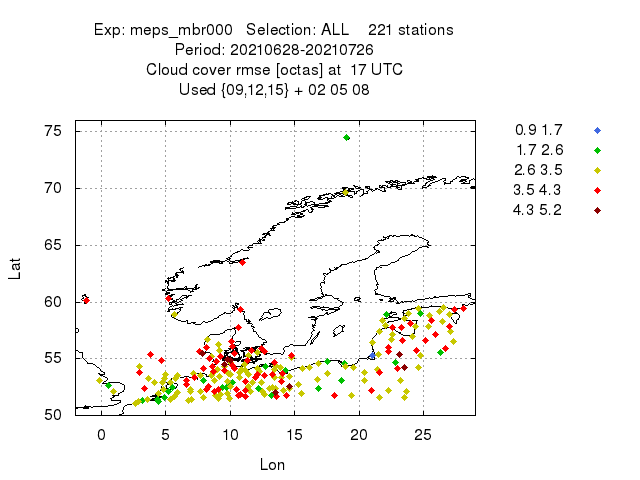 Exp: meps_mbr000 Selection: ALL 221 stations
Period: 20210628-20210726
Cloud cover rmse [octas] at 17 UTC
Used {09,12,15} + 02 05 08
0.9 1.7
1.7 2.6
2.6 3.5
3.5 4.3
4.3 5.2
75
70
65
60
55
50
Lat
0 5 10 15 20 25
Lon